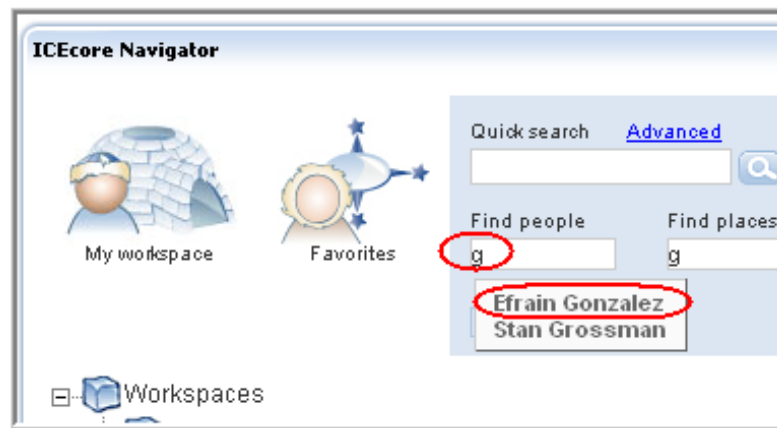 ICEcore Navigator
Quick search Advanced
Find people Find places
g g
Efrain Gonzalez
Stan Grossman
My workspace Favorites
Workspaces